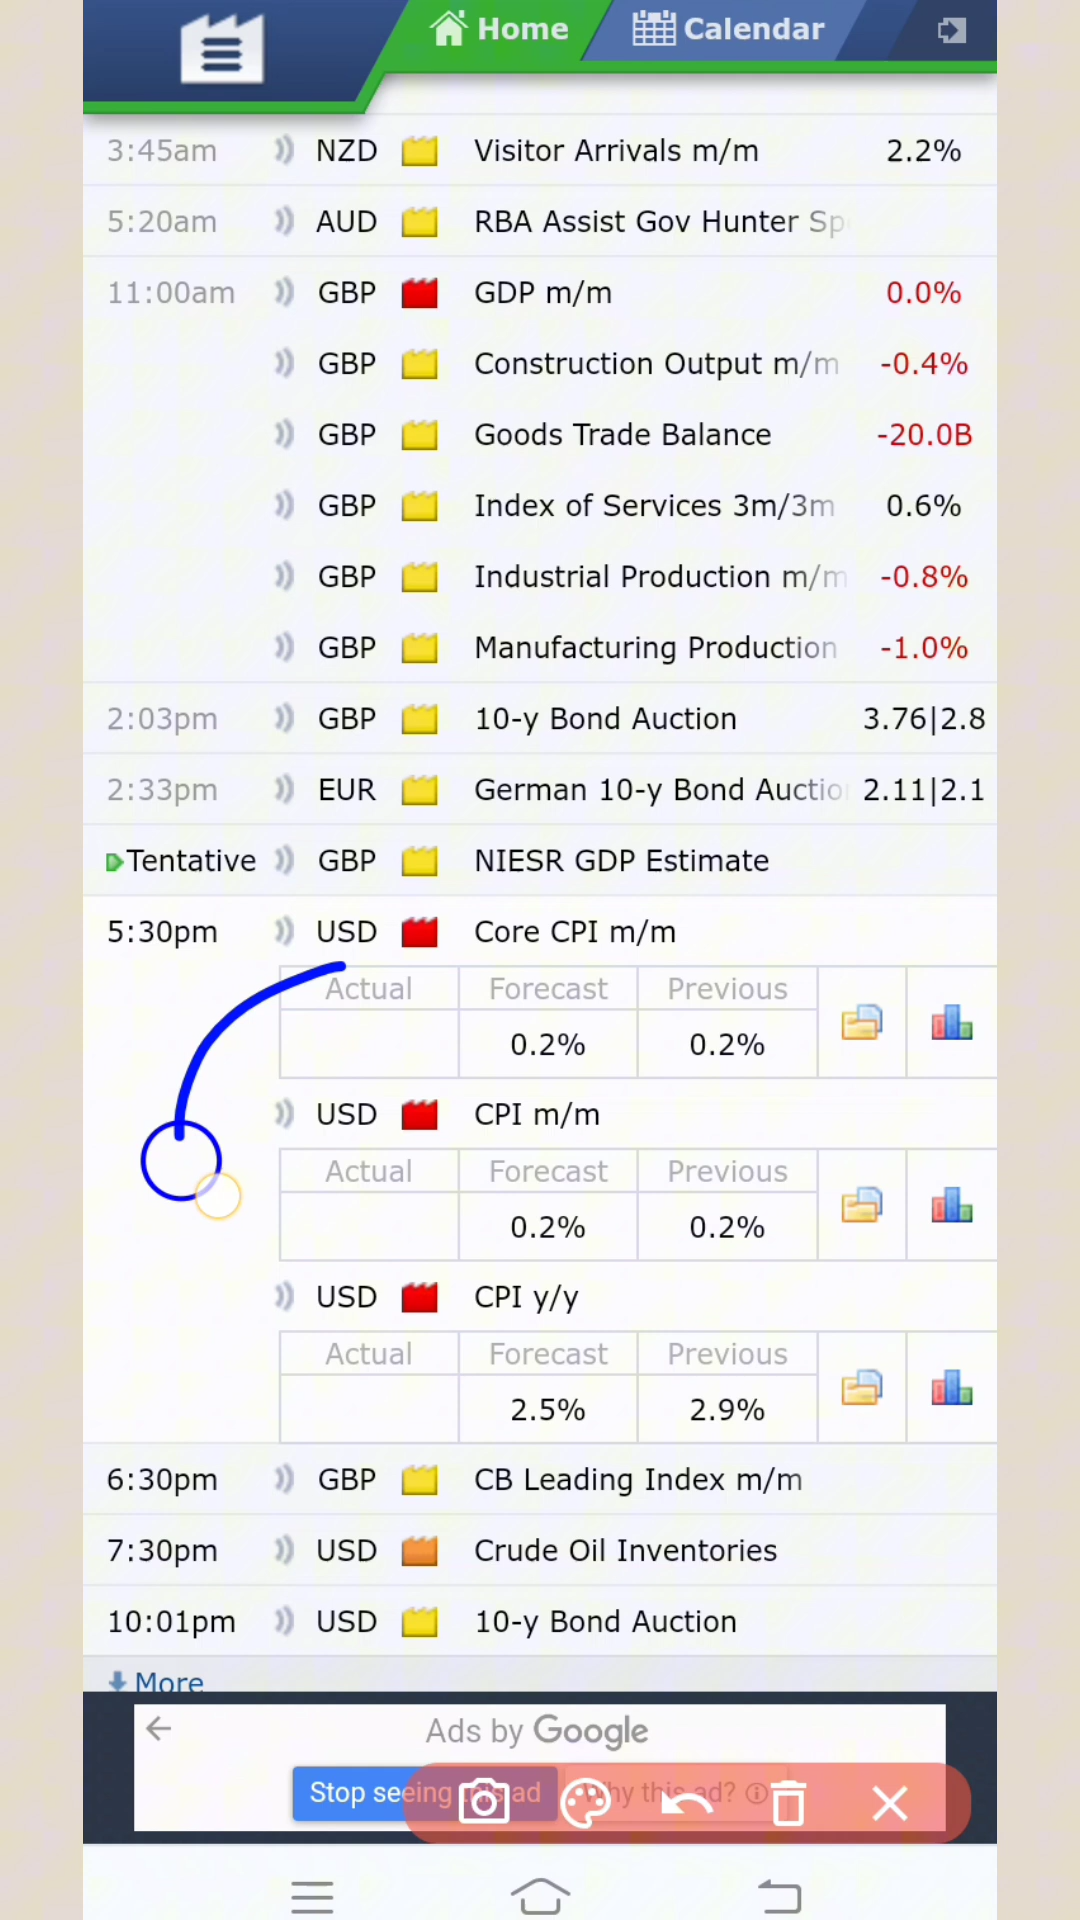 Home Calendar
3:45am NZD Visitor Arrivals m/m 2.2%
5:20am AUD RBA Assist Gov Hunter Sp
11:00am GBP GDP m/m 0.0%
GBP Construction Output m/m -0.4%
GBP Goods Trade Balance -20.0B
GBP Index of Services 3m/3m 0.6%
GBP Industrial Production m/m -0.8%
GBP Manufacturing Production -1.0%
2:03pm GBP 10-y Bond Auction 3.76|2.8
2:33pm EUR German 10-y Bond Auctio 2.11|2.1
Tentative GBP NIESR GDP Estimate
5:30pm USD Core CPI m/m
Actual Forecast Previous
0.2% 0.2%
USD CPI m/m
Actual Forecast Previous
0.2% 0.2%
USD CPI y/y
Actual Forecast Previous
2.5% 2.9%
6:30pm GBP CB Leading Index m/m
7:30pm USD Crude Oil Inventories
10:01pm USD 10-y Bond Auction
More
Ads by Google
Stop seeing this ad Why this ad?